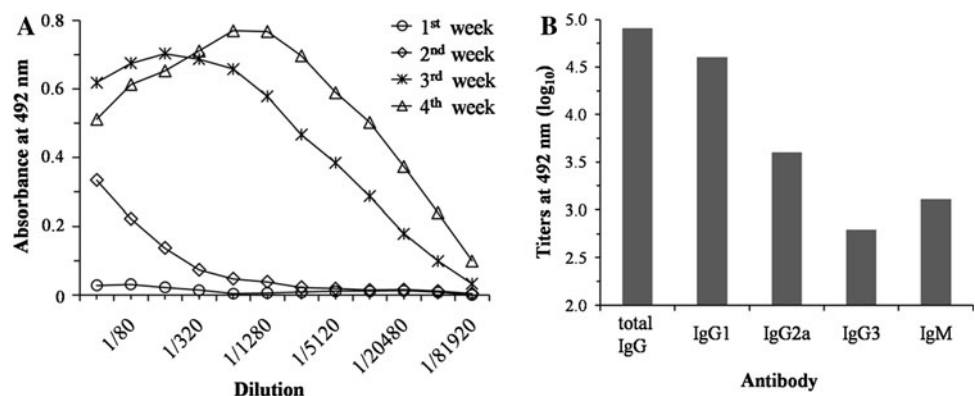 A
Absorbance at 492 nm
0.8
0.6
0.4
0.2
0
1st week
2nd week
3rd week
4th week
1/80
1/320
1/1280
1/5120
1/20480
1/81920
Dilution
B
Titers at 492 nm (log10)
5.0
4.5
4.0
3.5
3.0
2.5
2.0
total
IgG
IgG1
IgG2a
IgG3
IgM
Antibody